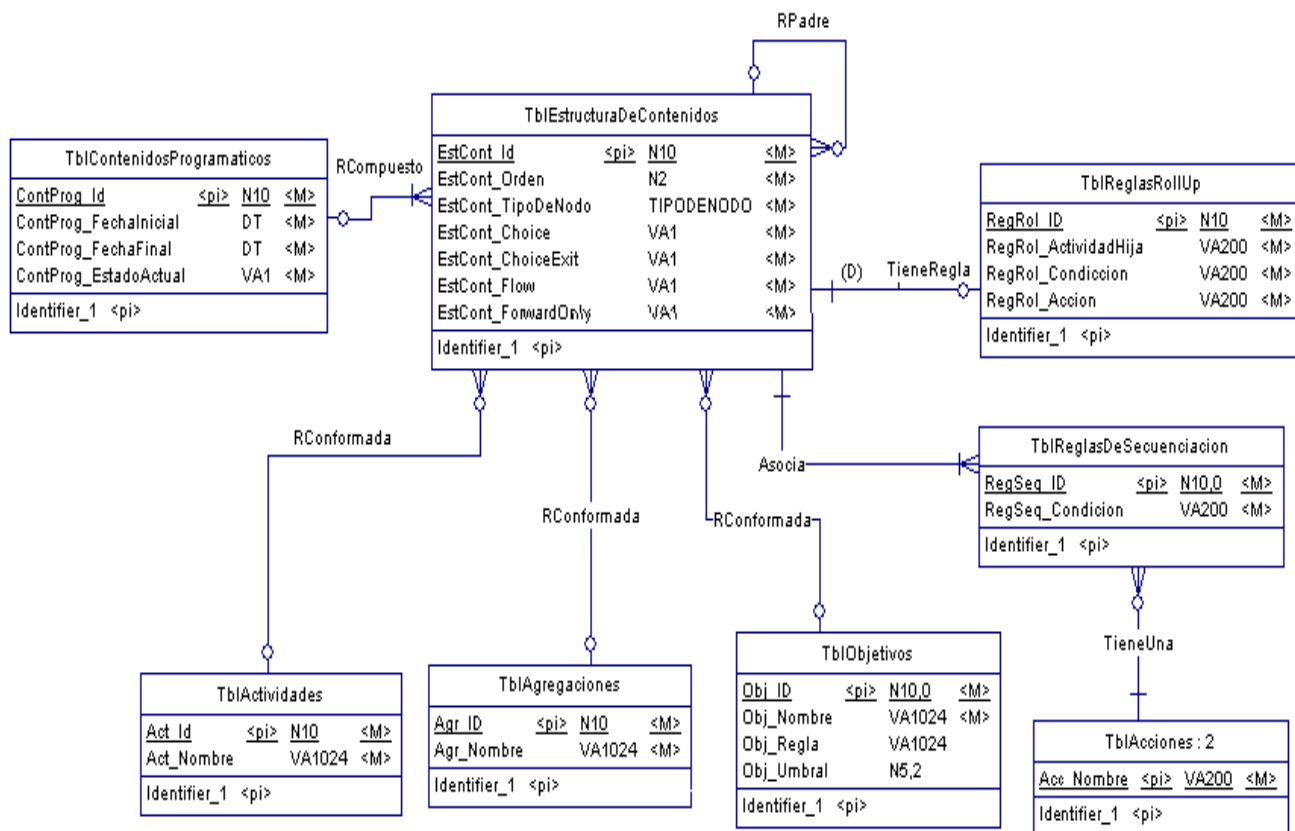 RPadre
TblEstructuraDeContenidos
EstCont_Id <pi> N10 <M>
EstCont_Orden N2 <M>
EstCont_TipoDeNodo TIPODENODO <M>
EstCont_Choice VA1 <M>
EstCont_ChoiceExit VA1 <M>
EstCont_Flow VA1 <M>
EstCont_ForwardOnly VA1 <M>
Identifier_1 <pi>
TblContenidosProgramaticos
ContProg_Id <pi> N10 <M>
ContProg_FechaInicial DT <M>
ContProg_FechaFinal DT <M>
ContProg_EstadoActual VA1 <M>
Identifier_1 <pi>
RCompuesto
(D) TieneRegla
TblReglasRollUp
RegRol_ID <pi> N10 <M>
RegRol_ActividadHija VA200 <M>
RegRol_Condiccion VA200 <M>
RegRol_Accion VA200 <M>
Identifier_1 <pi>
RConformada
RConformada
RConformada
Asocia
TblReglasDeSecuenciacion
RegSeq_ID <pi> N10,0 <M>
RegSeq_Condicion VA200 <M>
Identifier_1 <pi>
TieneUna
TblActividades
Act_Id <pi> N10 <M>
Act_Nombre VA1024 <M>
Identifier_1 <pi>
TblAgregaciones
Agr_ID <pi> N10 <M>
Agr_Nombre VA1024 <M>
Identifier_1 <pi>
TblObjetivos
Obj_ID <pi> N10,0 <M>
Obj_Nombre VA1024 <M>
Obj_Regla VA1024
Obj_Umbral N5,2
Identifier_1 <pi>
TblAcciones : 2
Acc_Nombre <pi> VA200 <M>
Identifier_1 <pi>